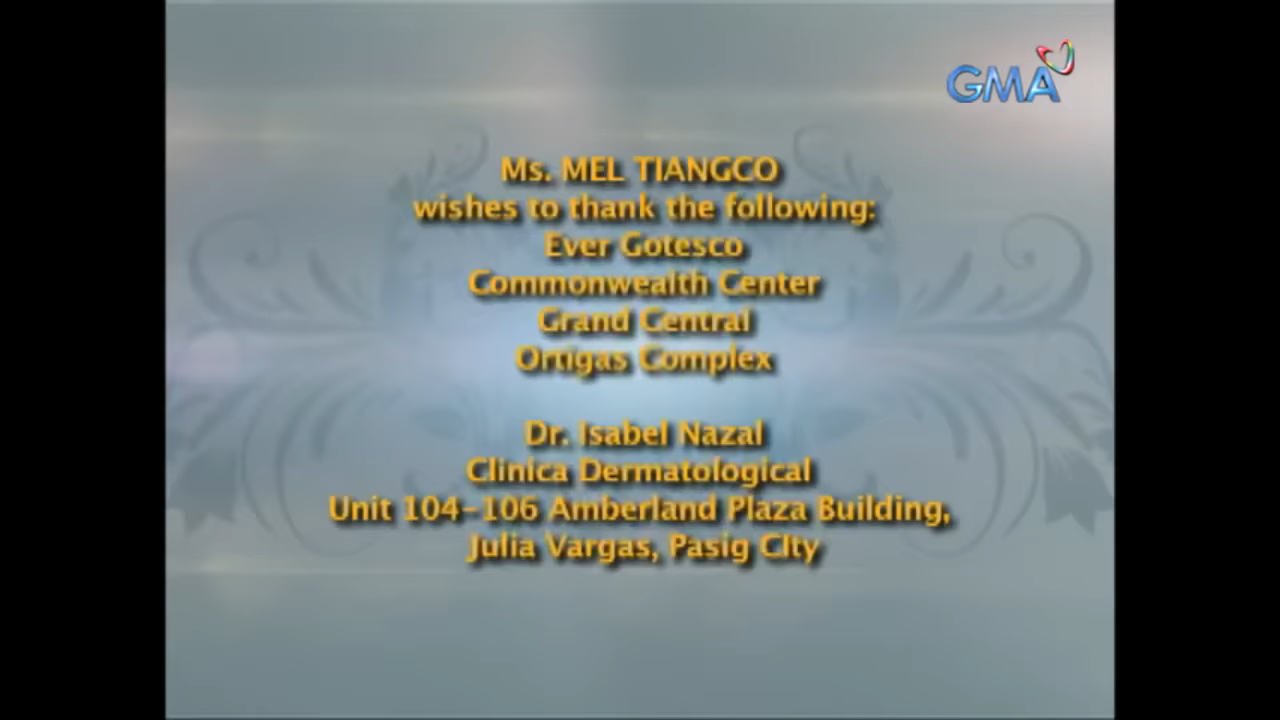 GMA
Ms. MEL TIANGCO
wishes to thank the following:
Ever Gotesco
Commonwealth Center
Grand Central
Ortigas Complex
Dr. Isabel Nazal
Clinica Dermatological
Unit 104-106 Amberland Plaza Building,
Julia Vargas, Pasig CIty